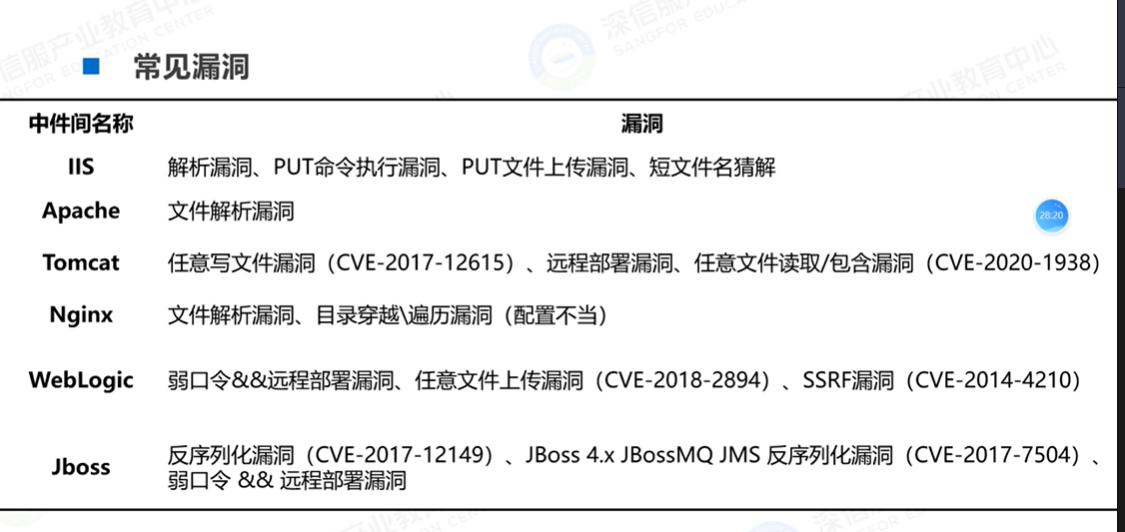 深信服产业教育中心
SANGFOR EDUCATION CENTER
常见漏洞
中件间名称 漏洞
IIS 解析漏洞、PUT命令执行漏洞、PUT文件上传漏洞、短文件名猜解
Apache 文件解析漏洞
28:20
Tomcat 任意写文件漏洞（CVE-2017-12615）、远程部署漏洞、任意文件读取/包含漏洞（CVE-2020-1938）
Nginx 文件解析漏洞、目录穿越\遍历漏洞（配置不当）
WebLogic 弱口令&&远程部署漏洞、任意文件上传漏洞（CVE-2018-2894）、SSRF漏洞（CVE-2014-4210）
Jboss 反序列化漏洞（CVE-2017-12149）、JBoss 4.x JBossMQ JMS 反序列化漏洞（CVE-2017-7504）、
弱口令 && 远程部署漏洞